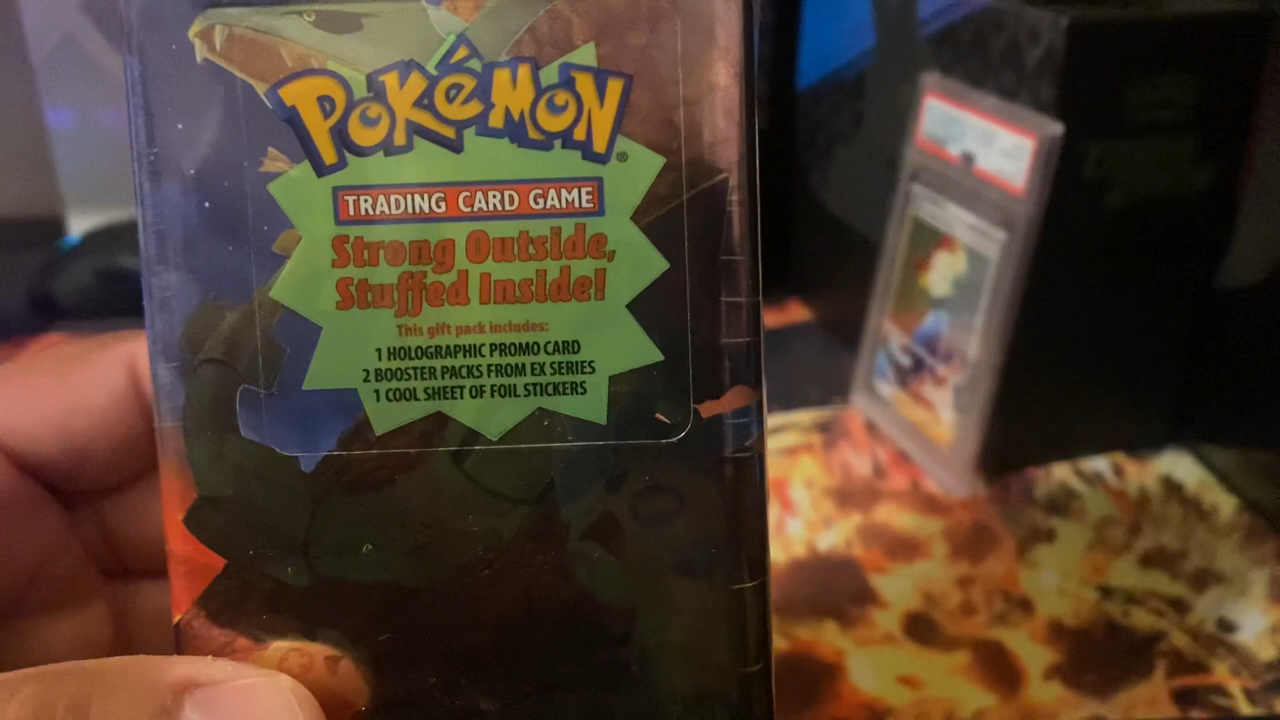 POKéMON®
TRADING CARD GAME
Strong Outside,
Stuffed Inside!
This gift pack includes:
1 HOLOGRAPHIC PROMO CARD
2 BOOSTER PACKS FROM EX SERIES
1 COOL SHEET OF FOIL STICKERS